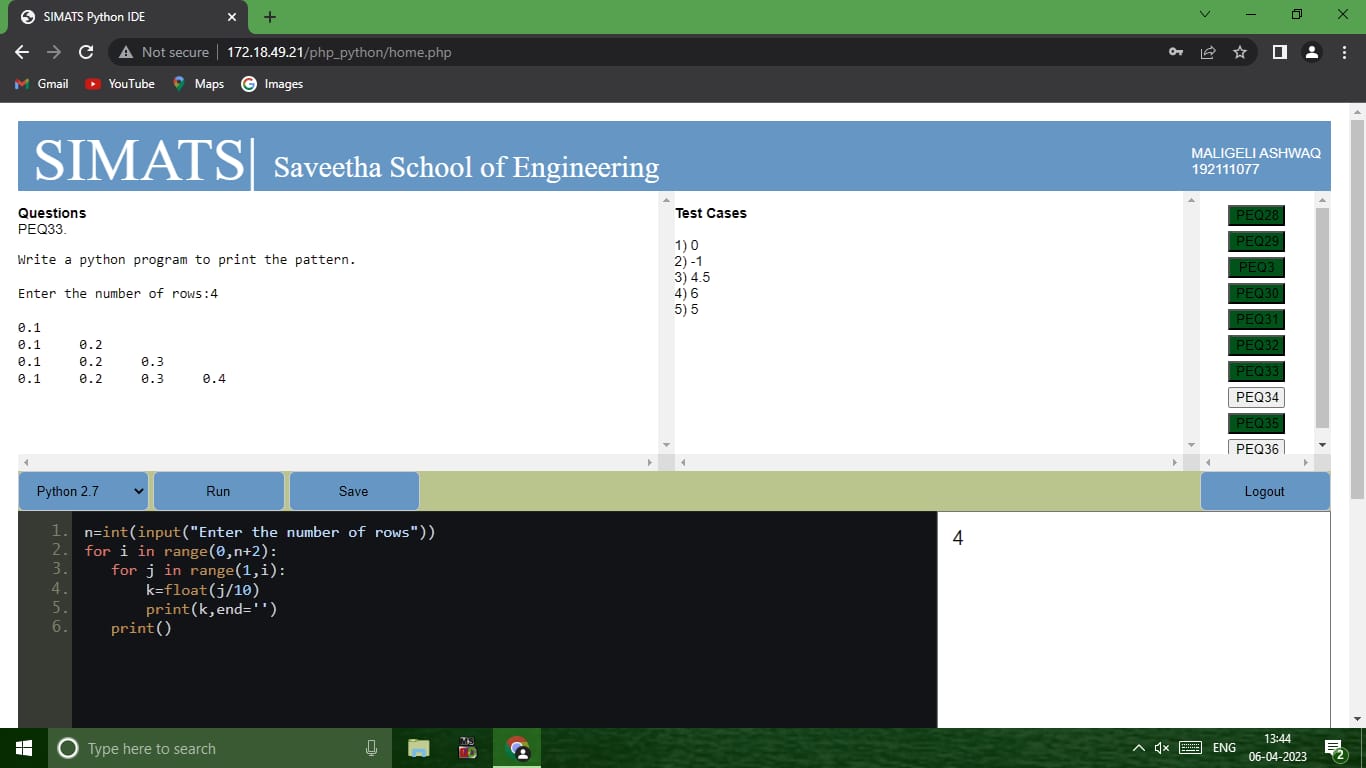 SIMATS Python IDE
Not secure
172.18.49.21/php_python/home.php
Gmail
YouTube
Maps
Images
SIMATS| Saveetha School of Engineering
MALIGELI ASHWAQ
192111077
Questions
PEQ33.
Write a python program to print the pattern.
Enter the number of rows:4
0.1
0.1 0.2
0.1 0.2 0.3
0.1 0.2 0.3 0.4
Test Cases
1) 0
2) -1
3) 4.5
4) 6
5) 5
PEQ28
PEQ29
PEQ3
PEQ30
PEQ31
PEQ32
PEQ33
PEQ34
PEQ35
PEQ36
Python 2.7
Run
Save
Logout
1. n=int(input("Enter the number of rows"))
2. for i in range(0,n+2):
3. for j in range(1,i):
4. k=float(j/10)
5. print(k,end='')
6. print()
4
Type here to search
ENG
13:44
06-04-2023
2